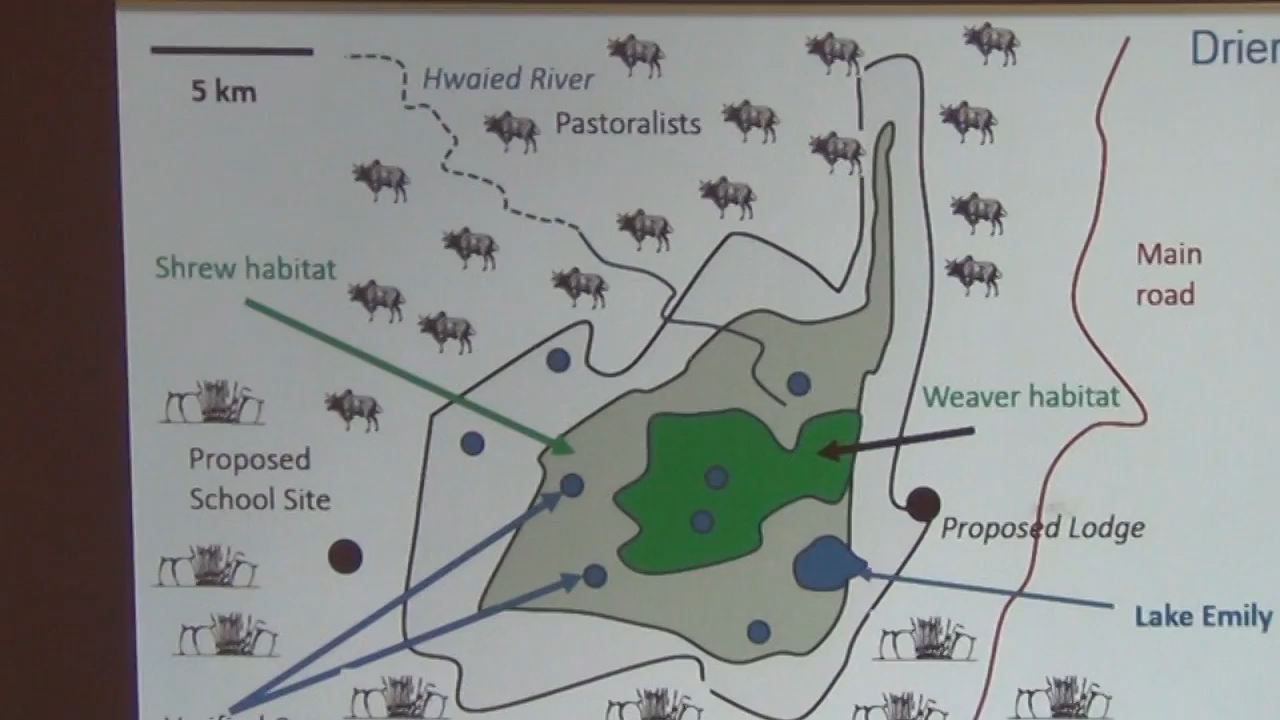 Drier
5 km
Hwaied River
Pastoralists
Shrew habitat
Main
road
Weaver habitat
Proposed
School Site
Proposed Lodge
Lake Emily